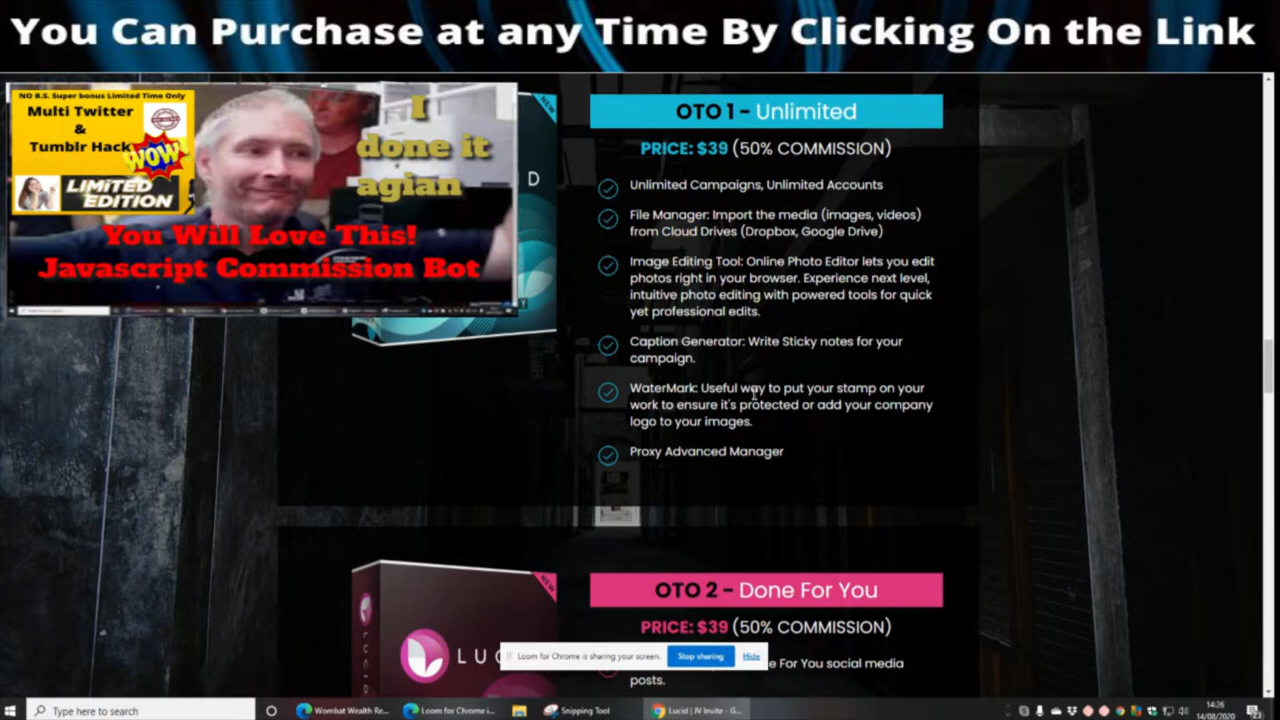 You Can Purchase at any Time By Clicking On the Link
NO B.S. Super bonus Limited Time Only
Multi Twitter
&
Tumblr Hack
WOW
LIMITED
EDITION
I
done it
agian
You Will Love This!
Javascript Commission Bot
NEW
D
OTO 1 - Unlimited
PRICE: $39 (50% COMMISSION)
Unlimited Campaigns, Unlimited Accounts
File Manager: Import the media (images, videos)
from Cloud Drives (Dropbox, Google Drive)
Image Editing Tool: Online Photo Editor lets you edit
photos right in your browser. Experience next level,
intuitive photo editing with powered tools for quick
yet professional edits.
Caption Generator: Write Sticky notes for your
campaign.
WaterMark: Useful way to put your stamp on your
work to ensure it's protected or add your company
logo to your images.
Proxy Advanced Manager
NEW
LUC
OTO 2 - Done For You
PRICE: $39 (50% COMMISSION)
e For You social media
posts.
Loom for Chrome is sharing your screen.
Stop sharing
Hide
Type here to search
Wombat Wealth Re...
Loom for Chrome i...
Snipping Tool
Lucid | JV Invite - G...
14:26
14/08/2020